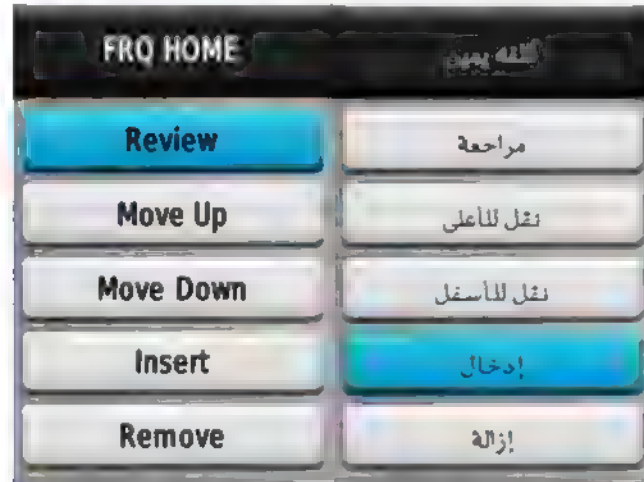 FRQ HOME
Review
مراجعة
Move Up
نقل للأعلى
Move Down
نقل للأسفل
Insert
إدخال
Remove
إزالة